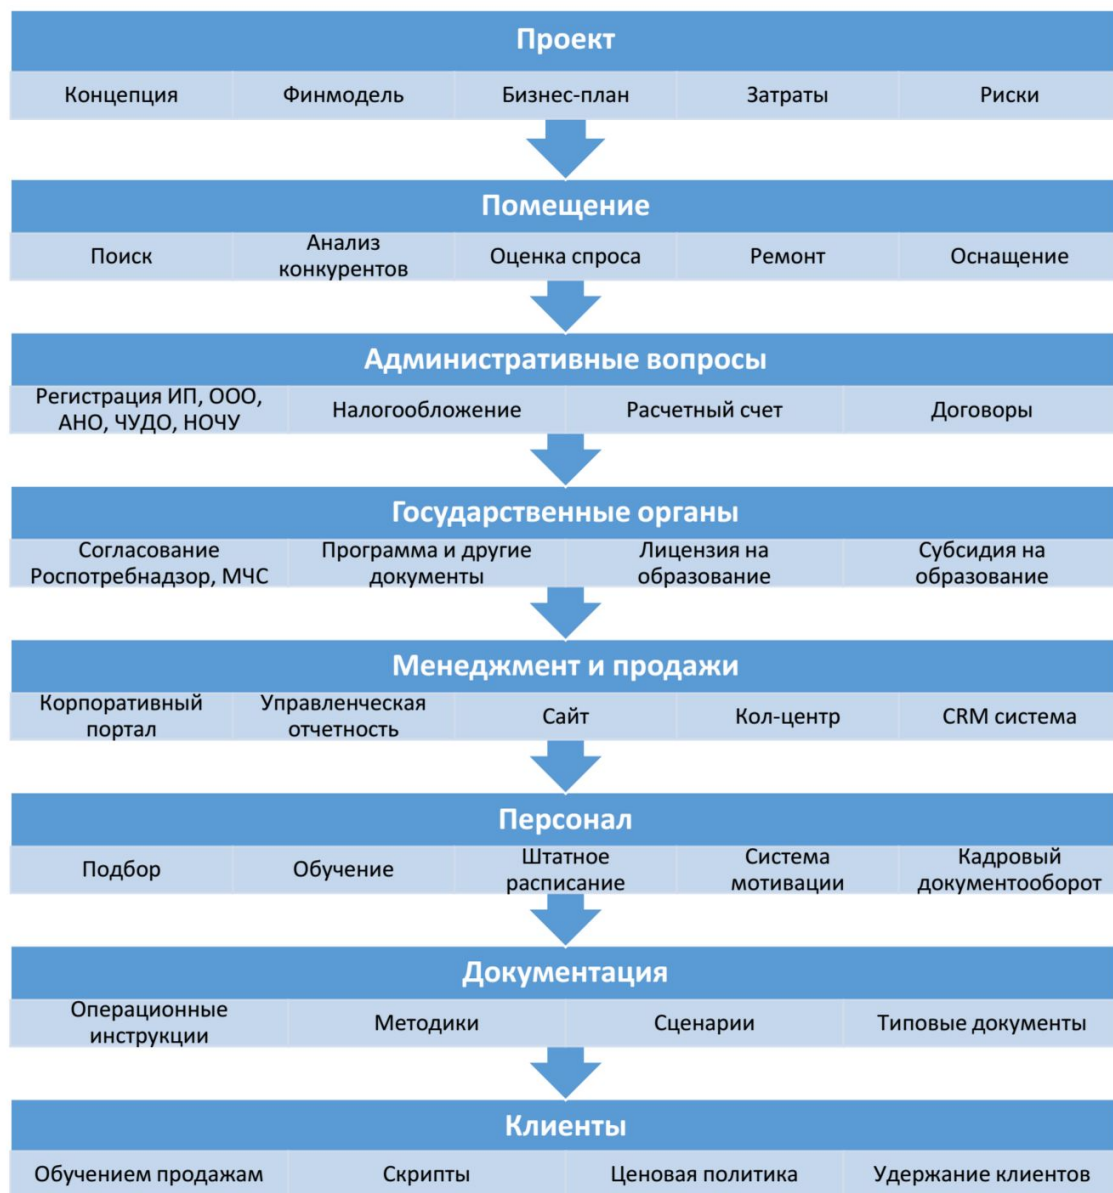 Проект
Концепция Финмодель Бизнес-план Затраты Риски
Помещение
Поиск
Анализ
конкурентов
Оценка спроса Ремонт Оснащение
Административные вопросы
Регистрация ИП, ООО,
АНО, ЧУДО, НОЧУ
Налогообложение Расчетный счет Договоры
Государственные органы
Согласование
Роспотребнадзор, МЧС
Программа и другие
документы
Лицензия на
образование
Субсидия на
образование
Менеджмент и продажи
Корпоративный
портал
Управленческая
отчетность
Сайт Кол-центр CRM система
Персонал
Подбор Обучение
Штатное
расписание
Система
мотивации
Кадровый
документооборот
Документация
Операционные
инструкции
Методики Сценарии Типовые документы
Клиенты
Обучением продажам Скрипты Ценовая политика Удержание клиентов